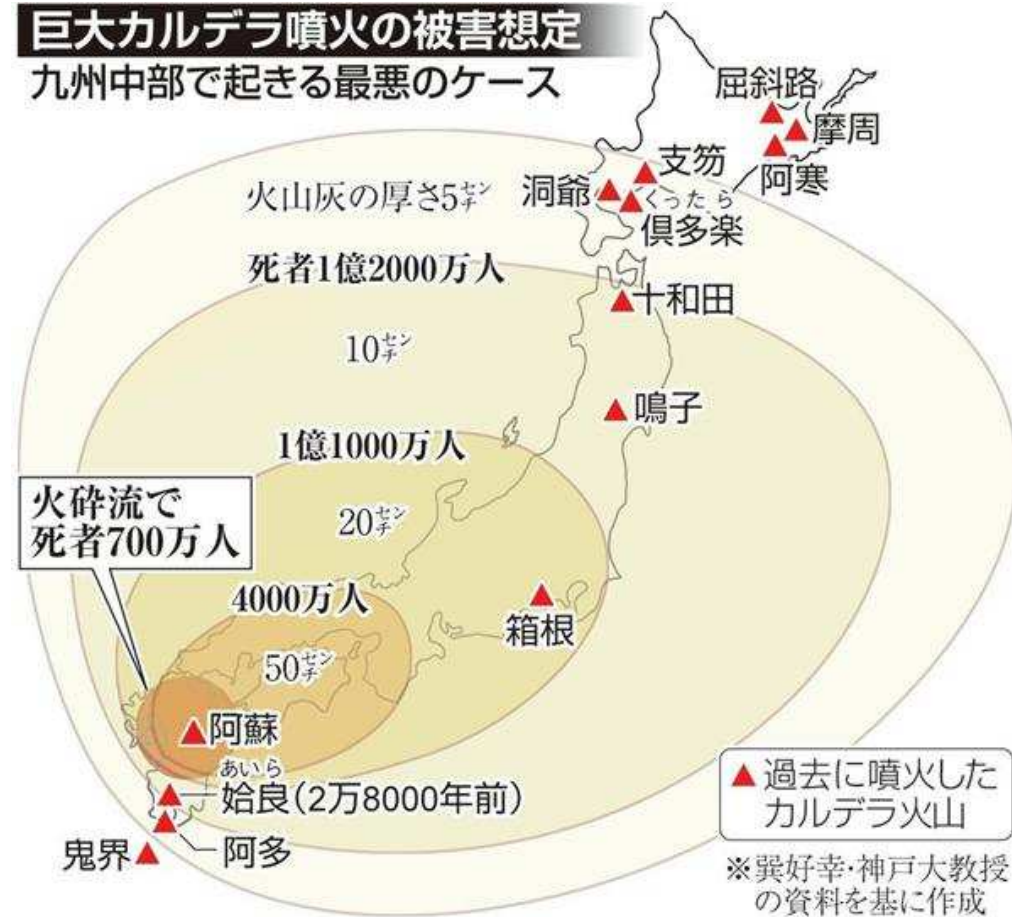 巨大カルデラ噴火の被害想定
九州中部で起きる最悪のケース
屈斜路
摩周
阿寒
支笏
洞爺
くったら
倶多楽
火山灰の厚さ5センチ
死者1億2000万人
十和田
10センチ
鳴子
1億1000万人
火砕流で
死者700万人
20センチ
4000万人
箱根
50センチ
阿蘇
あいら
姶良(2万8000年前)
阿多
鬼界
▲過去に噴火した
カルデラ火山
※巽好幸・神戸大教授
の資料を基に作成